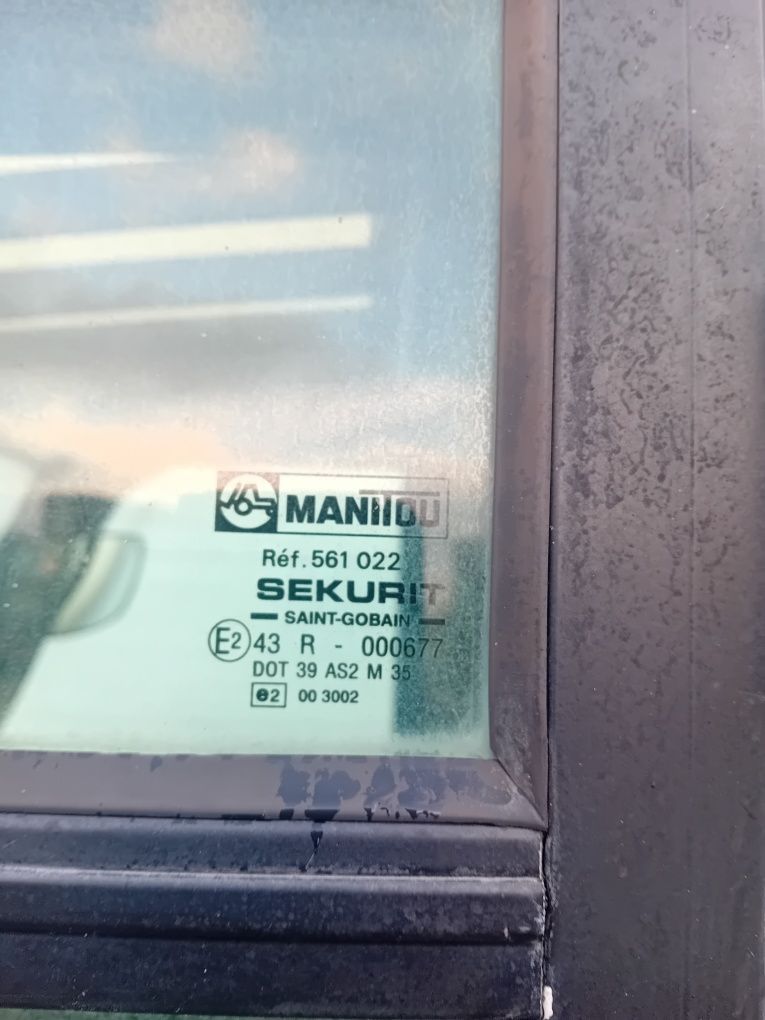 MANITOU
Réf. 561 022
SEKURIT
SAINT-GOBAIN
E2 43 R - 000677
DOT 39 AS2 M 35
e2 00 3002